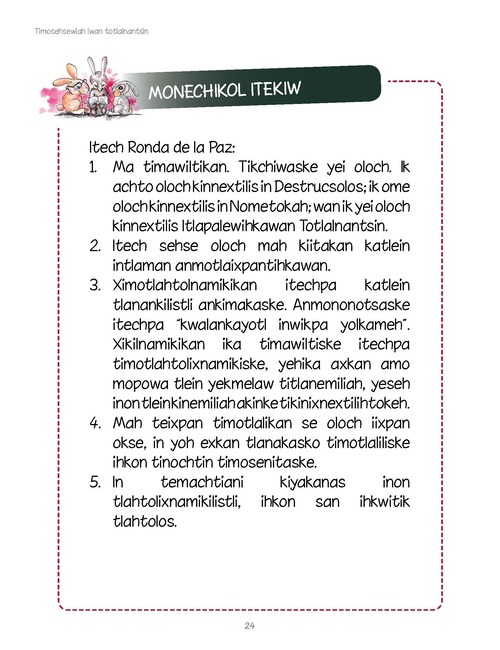 Timosehsewiah iwan totlalnantsin
MONECHIKOL ITEKIW
Itech Ronda de la Paz:
1. Ma timawiltikan. Tikchiwaske yei oloch. Ik
achto oloch kinnextilis in Destrucsolos; ik ome
oloch kinnextilis in Nometokah; wan ik yei oloch
kinnextilis Itlapalewihkawan Totlalnantsin.
2. Itech sehse oloch mah kiitakan katlein
intlaman anmotlaixpantihkawan.
3. Ximotlahtolnamikikan itechpa katlein
tlanankilistli ankimakaske. Anmononotsaske
itechpa “kwalankayotl inwikpa yolkameh”.
Xikilnamikikan ika timawiltiske itechpa
timotlahtolixnamikiske, yehika axkan amo
mopowa tlein yekmelaw titlanemiliah, yeseh
inon tlein kinemiliah akinke tikinixnextilihtokeh.
4. Mah teixpan timotlalikan se oloch iixpan
okse, in yoh exkan tlanakasko timotlaliliske
ihkon tinochtin timosenitaske.
5. In temachtiani kiyakanas inon
tlahtolixnamikilistli, ihkon san ihkwitik
tlahtolos.
24